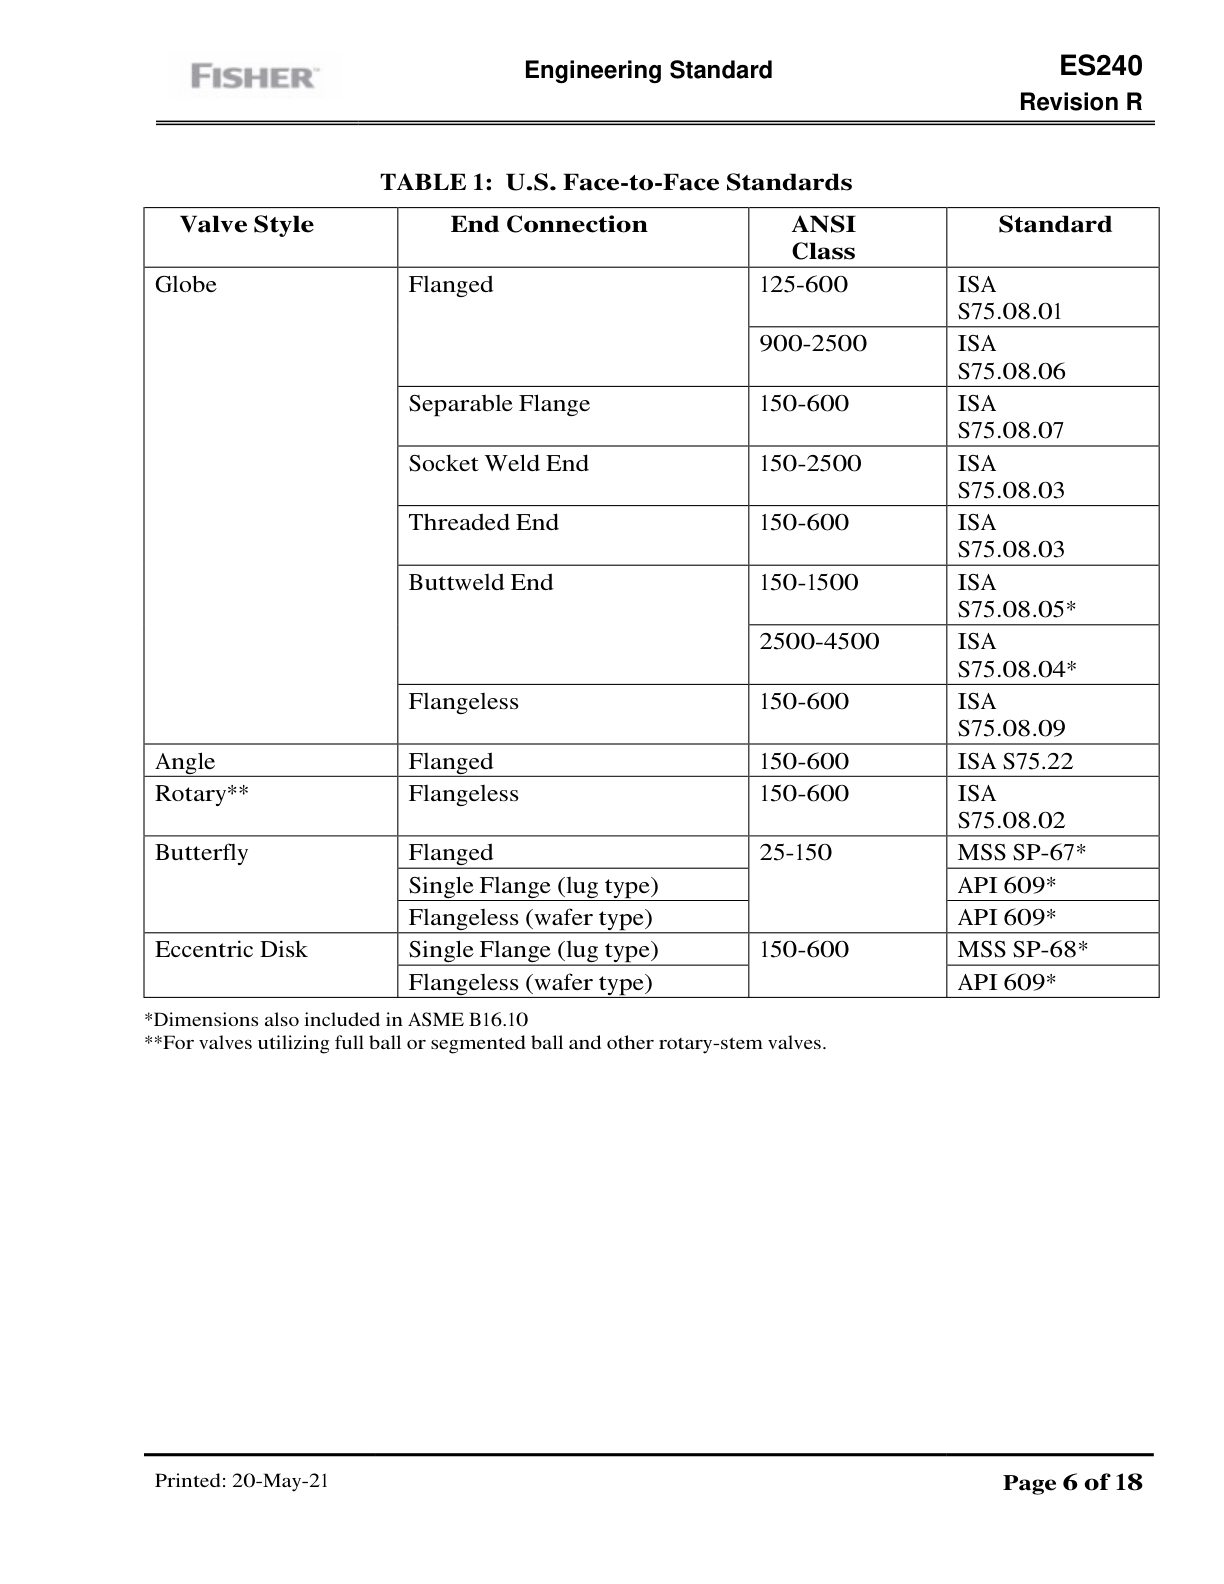 FISHER™
Engineering Standard
ES240
Revision R
TABLE 1: U.S. Face-to-Face Standards
Valve Style End Connection ANSI Standard
Class
Globe Flanged 125-600 ISA
S75.08.01
900-2500 ISA
S75.08.06
Separable Flange 150-600 ISA
S75.08.07
Socket Weld End 150-2500 ISA
S75.08.03
Threaded End 150-600 ISA
S75.08.03
Buttweld End 150-1500 ISA
S75.08.05*
2500-4500 ISA
S75.08.04*
Flangeless 150-600 ISA
S75.08.09
Angle Flanged 150-600 ISA S75.22
Rotary** Flangeless 150-600 ISA
S75.08.02
Butterfly Flanged 25-150 MSS SP-67*
Single Flange (lug type) API 609*
Flangeless (wafer type) API 609*
Eccentric Disk Single Flange (lug type) 150-600 MSS SP-68*
Flangeless (wafer type) API 609*
*Dimensions also included in ASME B16.10
**For valves utilizing full ball or segmented ball and other rotary-stem valves.
Printed: 20-May-21
Page 6 of 18